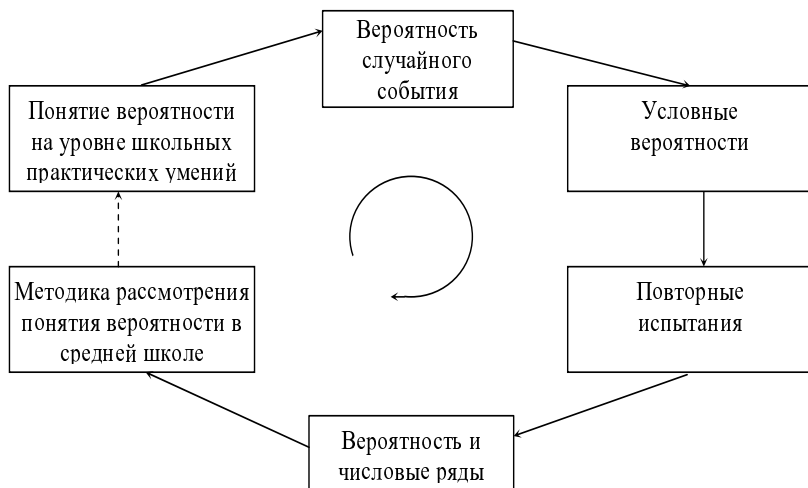 Вероятность
случайного
события
Понятие вероятности
на уровне школьных
практических умений
Условные
вероятности
Методика рассмотрения
понятия вероятности в
средней школе
Повторные
испытания
Вероятность и
числовые ряды